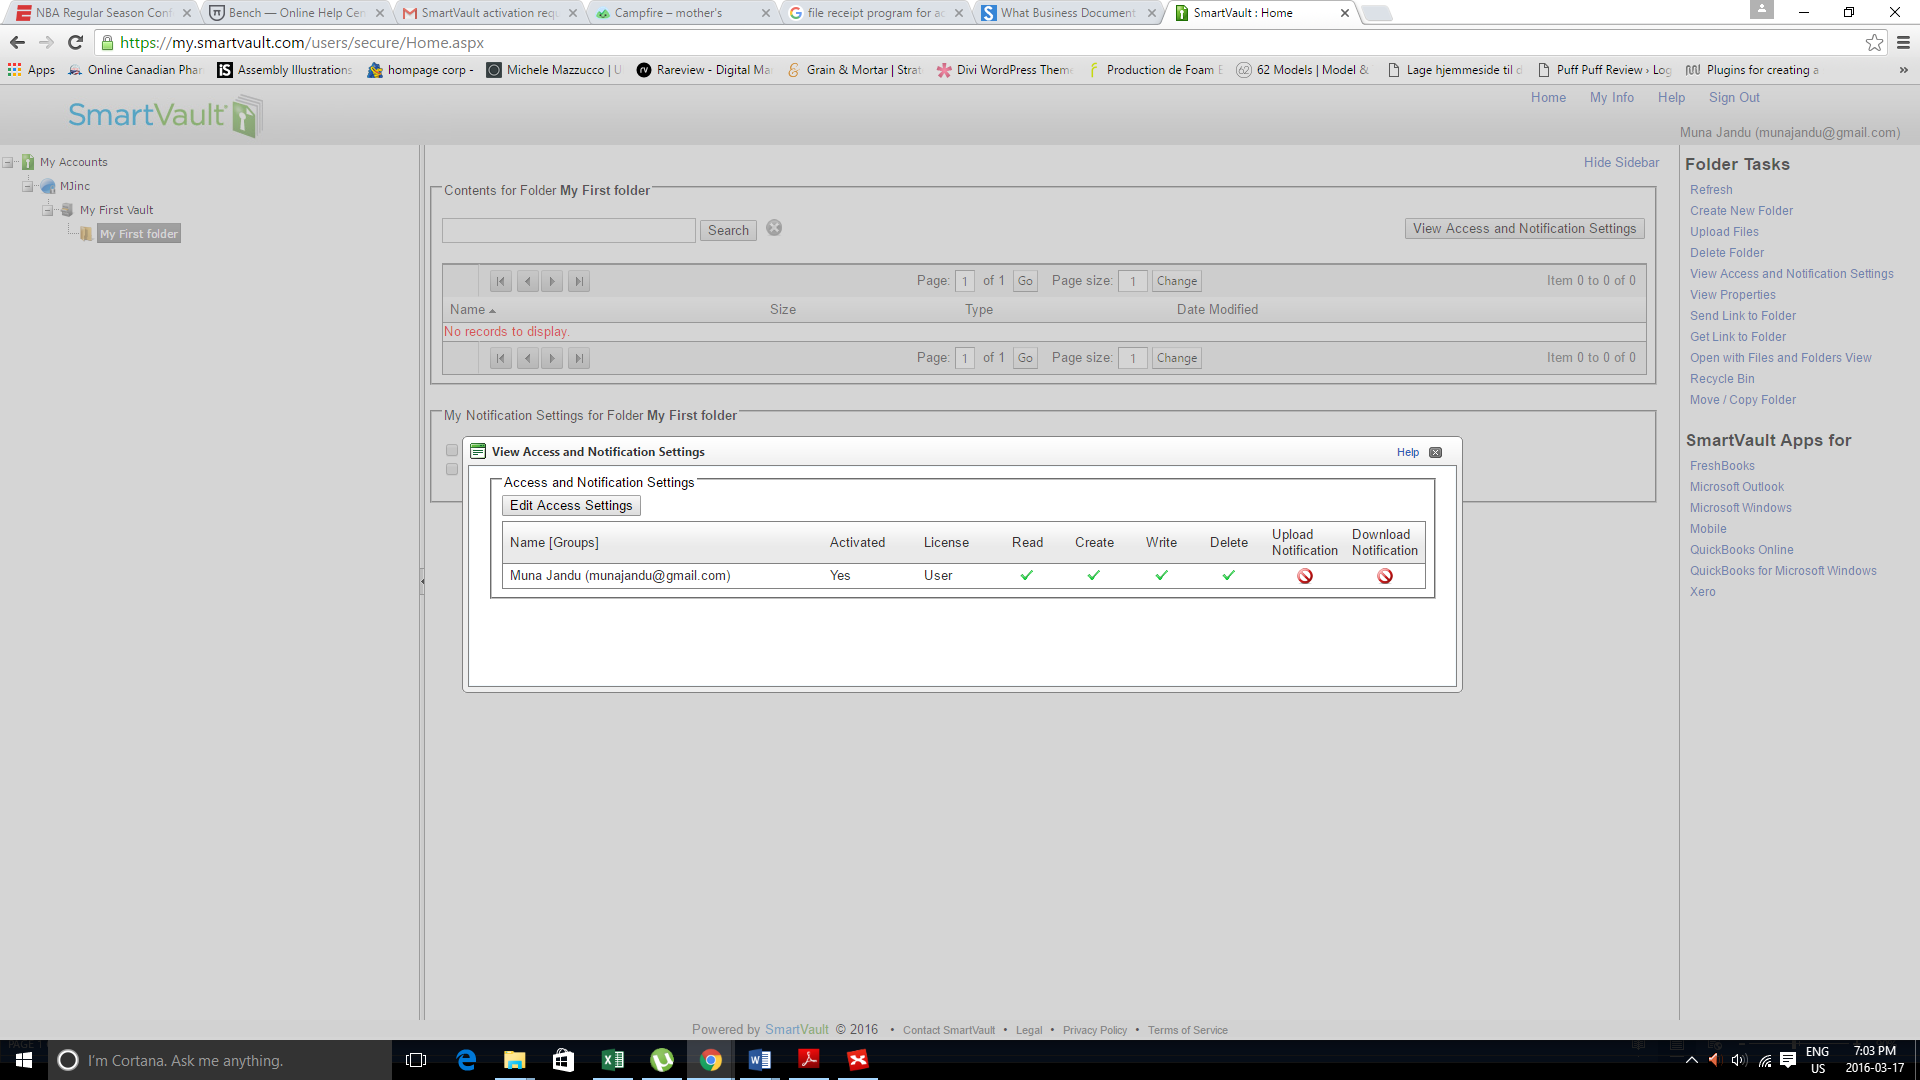 NBA Regular Season Conf
Bench — Online Help Cen
SmartVault activation requ
Campfire – mother's
file receipt program for ac
What Business Document
SmartVault : Home
https://my.smartvault.com/users/secure/Home.aspx
Apps
Online Canadian Phar
Assembly Illustrations
hompage corp -
Michele Mazzucco | U
Rareview - Digital Ma
Grain & Mortar | Strat
Divi WordPress Theme
Production de Foam E
62 Models | Model &
Lage hjemmeside til d
Puff Puff Review › Log
Plugins for creating a
»
SmartVault
Home My Info Help Sign Out
Muna Jandu (munajandu@gmail.com)
My Accounts
MJinc
My First Vault
My First folder
Hide Sidebar
Contents for Folder My First folder
Search
View Access and Notification Settings
Page: 1 of 1 Go Page size: 1 Change Item 0 to 0 of 0
Name Size Type Date Modified
No records to display.
Page: 1 of 1 Go Page size: 1 Change Item 0 to 0 of 0
My Notification Settings for Folder My First folder
View Access and Notification Settings Help
Access and Notification Settings
Edit Access Settings
Name [Groups] Activated License Read Create Write Delete Upload Notification Download Notification
Muna Jandu (munajandu@gmail.com) Yes User
Folder Tasks
Refresh
Create New Folder
Upload Files
Delete Folder
View Access and Notification Settings
View Properties
Send Link to Folder
Get Link to Folder
Open with Files and Folders View
Recycle Bin
Move / Copy Folder
SmartVault Apps for
FreshBooks
Microsoft Outlook
Microsoft Windows
Mobile
QuickBooks Online
QuickBooks for Microsoft Windows
Xero
Powered by SmartVault © 2016 • Contact SmartVault • Legal • Privacy Policy • Terms of Service
I'm Cortana. Ask me anything.
ENG
US
7:03 PM
2016-03-17